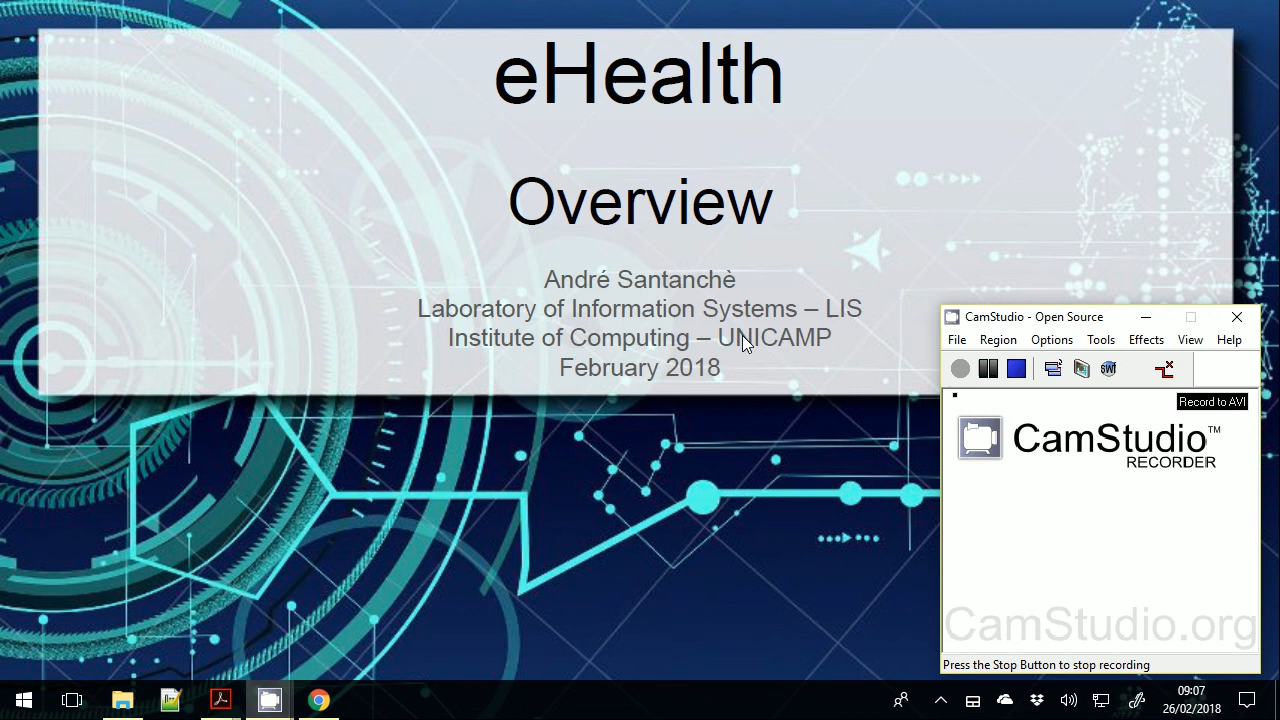 eHealth
Overview
André Santanchè
Laboratory of Information Systems – LIS
Institute of Computing – UNICAMP
February 2018
CamStudio - Open Source
File Region Options Tools Effects View Help
SWF
Record to AVI
CamStudio™
RECORDER
CamStudio.org
Press the Stop Button to stop recording
09:07
26/02/2018